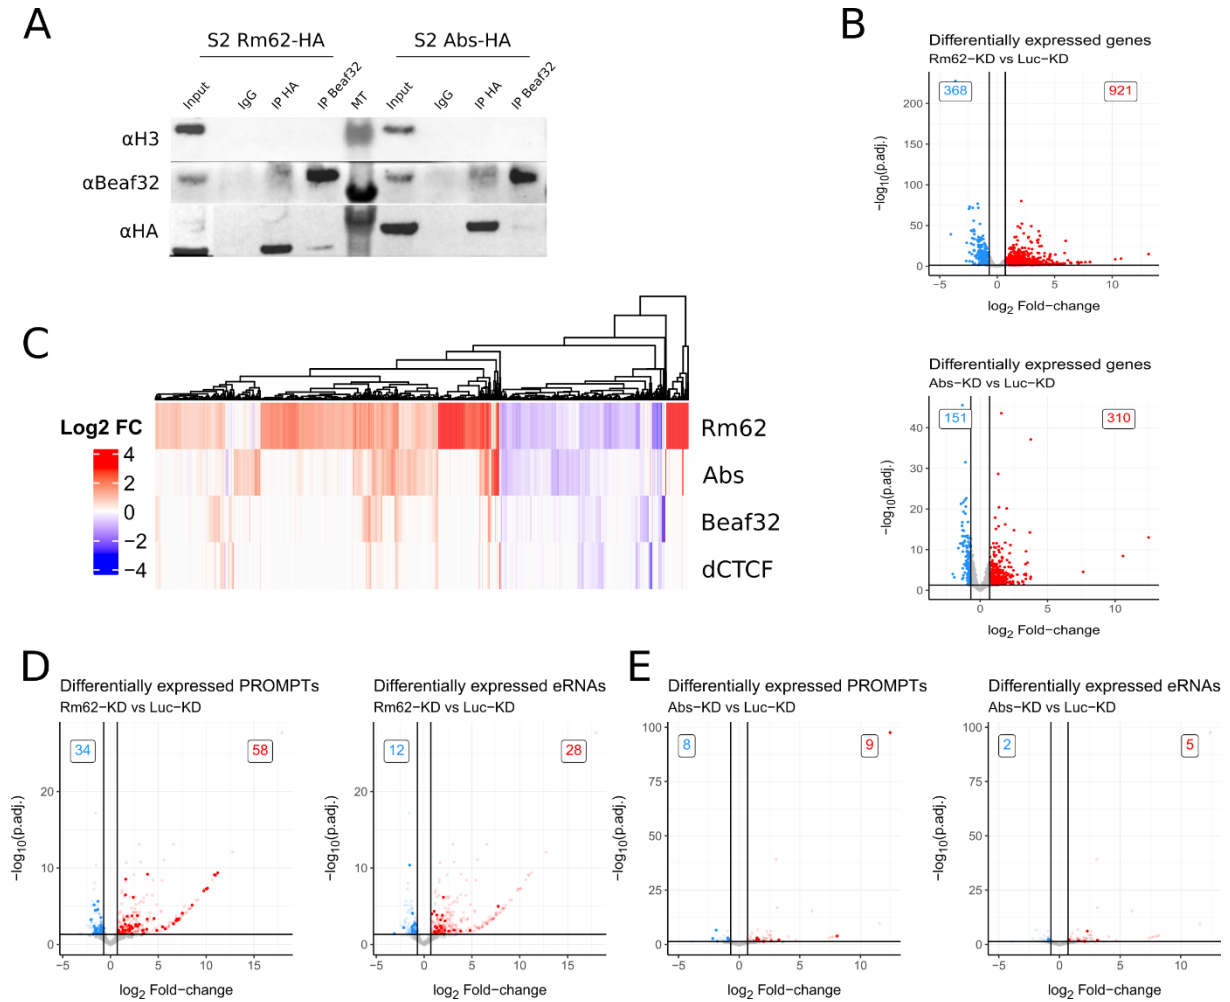 A
S2 Rm62-HA
S2 Abs-HA
Input
IgG
IP HA
IP Beaf32
MT
Input
IgG
IP HA
IP Beaf32
αH3
αBeaf32
αHA
B
Differentially expressed genes
Rm62−KD vs Luc−KD
368
921
200
150
100
50
0
−log10(p.adj.)
−5
0
5
10
log2 Fold−change
Differentially expressed genes
Abs−KD vs Luc−KD
151
310
40
30
20
10
0
−log10(p.adj.)
0
5
10
log2 Fold−change
C
Log2 FC
4
2
0
−2
−4
Rm62
Abs
Beaf32
dCTCF
D
Differentially expressed PROMPTs
Rm62−KD vs Luc−KD
34
58
20
10
0
−log10(p.adj.)
−5
0
5
10
15
log2 Fold−change
Differentially expressed eRNAs
Rm62−KD vs Luc−KD
12
28
20
10
0
−log10(p.adj.)
−5
0
5
10
15
log2 Fold−change
E
Differentially expressed PROMPTs
Abs−KD vs Luc−KD
8
9
100
75
50
25
0
−log10(p.adj.)
−5
0
5
10
log2 Fold−change
Differentially expressed eRNAs
Abs−KD vs Luc−KD
2
5
100
75
50
25
0
−log10(p.adj.)
−5
0
5
10
log2 Fold−change